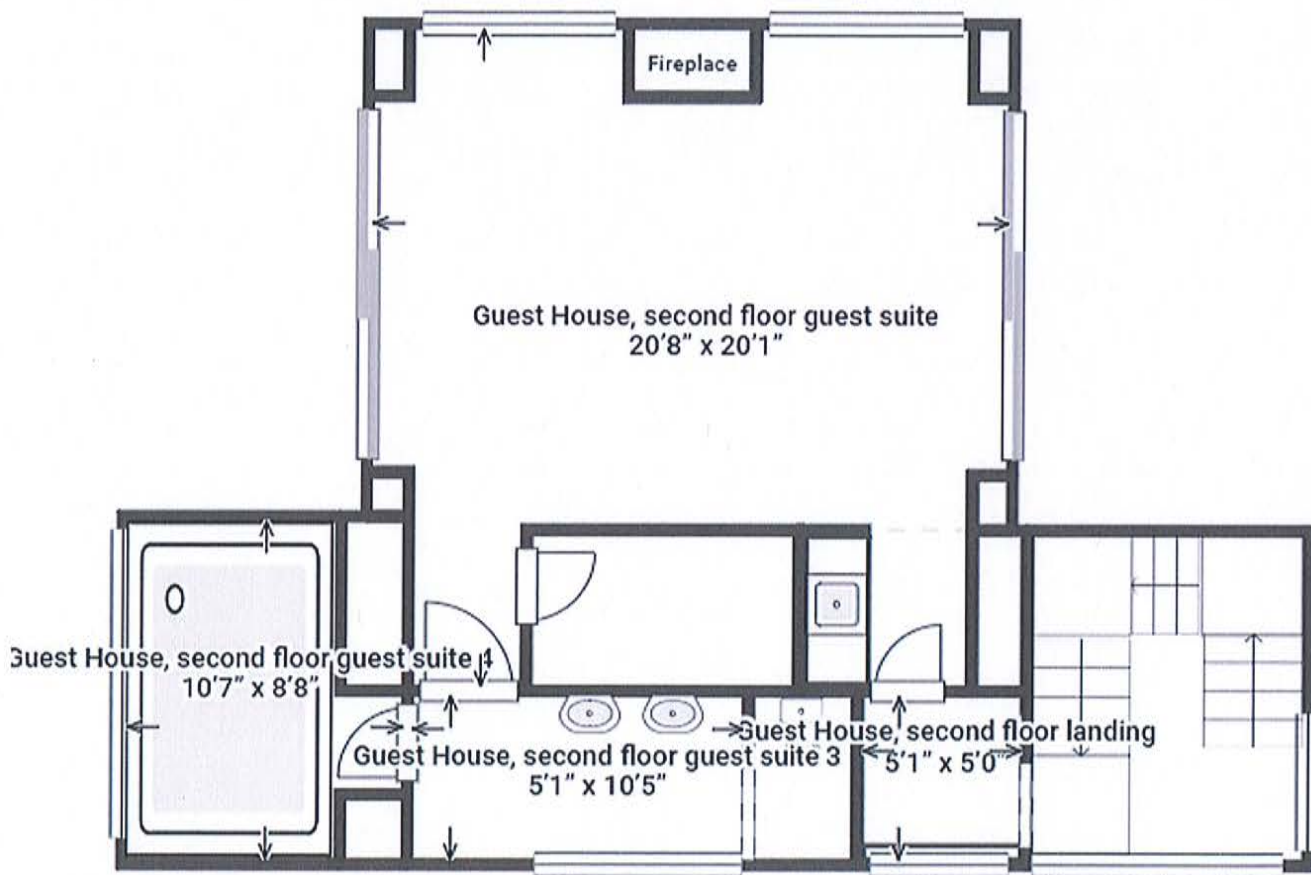 Fireplace
Guest House, second floor guest suite
20’8” x 20’1”
Guest House, second floor guest suite 4
10’7” x 8’8”
Guest House, second floor guest suite 3
5’1” x 10’5”
Guest House, second floor landing
5’1” x 5’0”